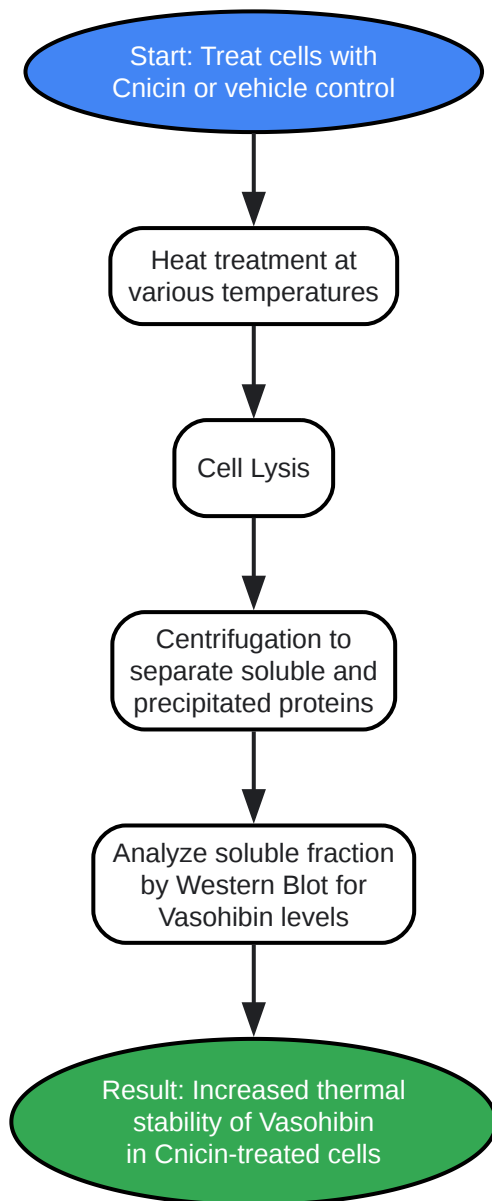 Start: Treat cells with
Cnicin or vehicle control
Heat treatment at
various temperatures
Cell Lysis
Centrifugation to
separate soluble and
precipitated proteins
Analyze soluble fraction
by Western Blot for
Vasohibin levels
Result: Increased thermal
stability of Vasohibin
in Cnicin-treated cells